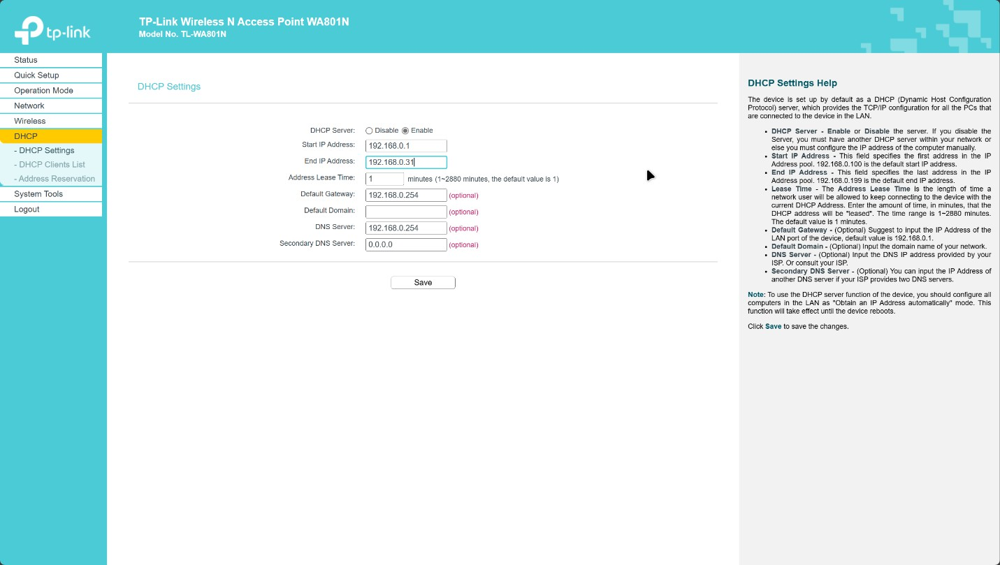 tp-link
TP-Link Wireless N Access Point WA801N
Model No. TL-WA801N
Status
Quick Setup
Operation Mode
Network
Wireless
DHCP
- DHCP Settings
- DHCP Clients List
- Address Reservation
System Tools
Logout
DHCP Settings
DHCP Server: Disable Enable
Start IP Address: 192.168.0.1
End IP Address: 192.168.0.31
Address Lease Time: 1 minutes (1~2880 minutes, the default value is 1)
Default Gateway: 192.168.0.254 (optional)
Default Domain: (optional)
DNS Server: 192.168.0.254 (optional)
Secondary DNS Server: 0.0.0.0 (optional)
Save
DHCP Settings Help
The device is set up by default as a DHCP (Dynamic Host Configuration
Protocol) server, which provides the TCP/IP configuration for all the PCs that
are connected to the device in the LAN.
• DHCP Server - Enable or Disable the server. If you disable the
Server, you must have another DHCP server within your network or
else you must configure the IP address of the computer manually.
• Start IP Address - This field specifies the first address in the IP
Address pool. 192.168.0.100 is the default start IP address.
• End IP Address - This field specifies the last address in the IP
Address pool. 192.168.0.199 is the default end IP address.
• Lease Time - The Address Lease Time is the length of time a
network user will be allowed to keep connecting to the device with the
current DHCP Address. Enter the amount of time, in minutes, that the
DHCP address will be "leased". The time range is 1~2880 minutes.
The default value is 1 minutes.
• Default Gateway - (Optional) Suggest to input the IP Address of the
LAN port of the device, default value is 192.168.0.1.
• Default Domain - (Optional) Input the domain name of your network.
• DNS Server - (Optional) Input the DNS IP address provided by your
ISP. Or consult your ISP.
• Secondary DNS Server - (Optional) You can input the IP Address of
another DNS server if your ISP provides two DNS servers.
Note: To use the DHCP server function of the device, you should configure all
computers in the LAN as "Obtain an IP Address automatically" mode. This
function will take effect until the device reboots.
Click Save to save the changes.